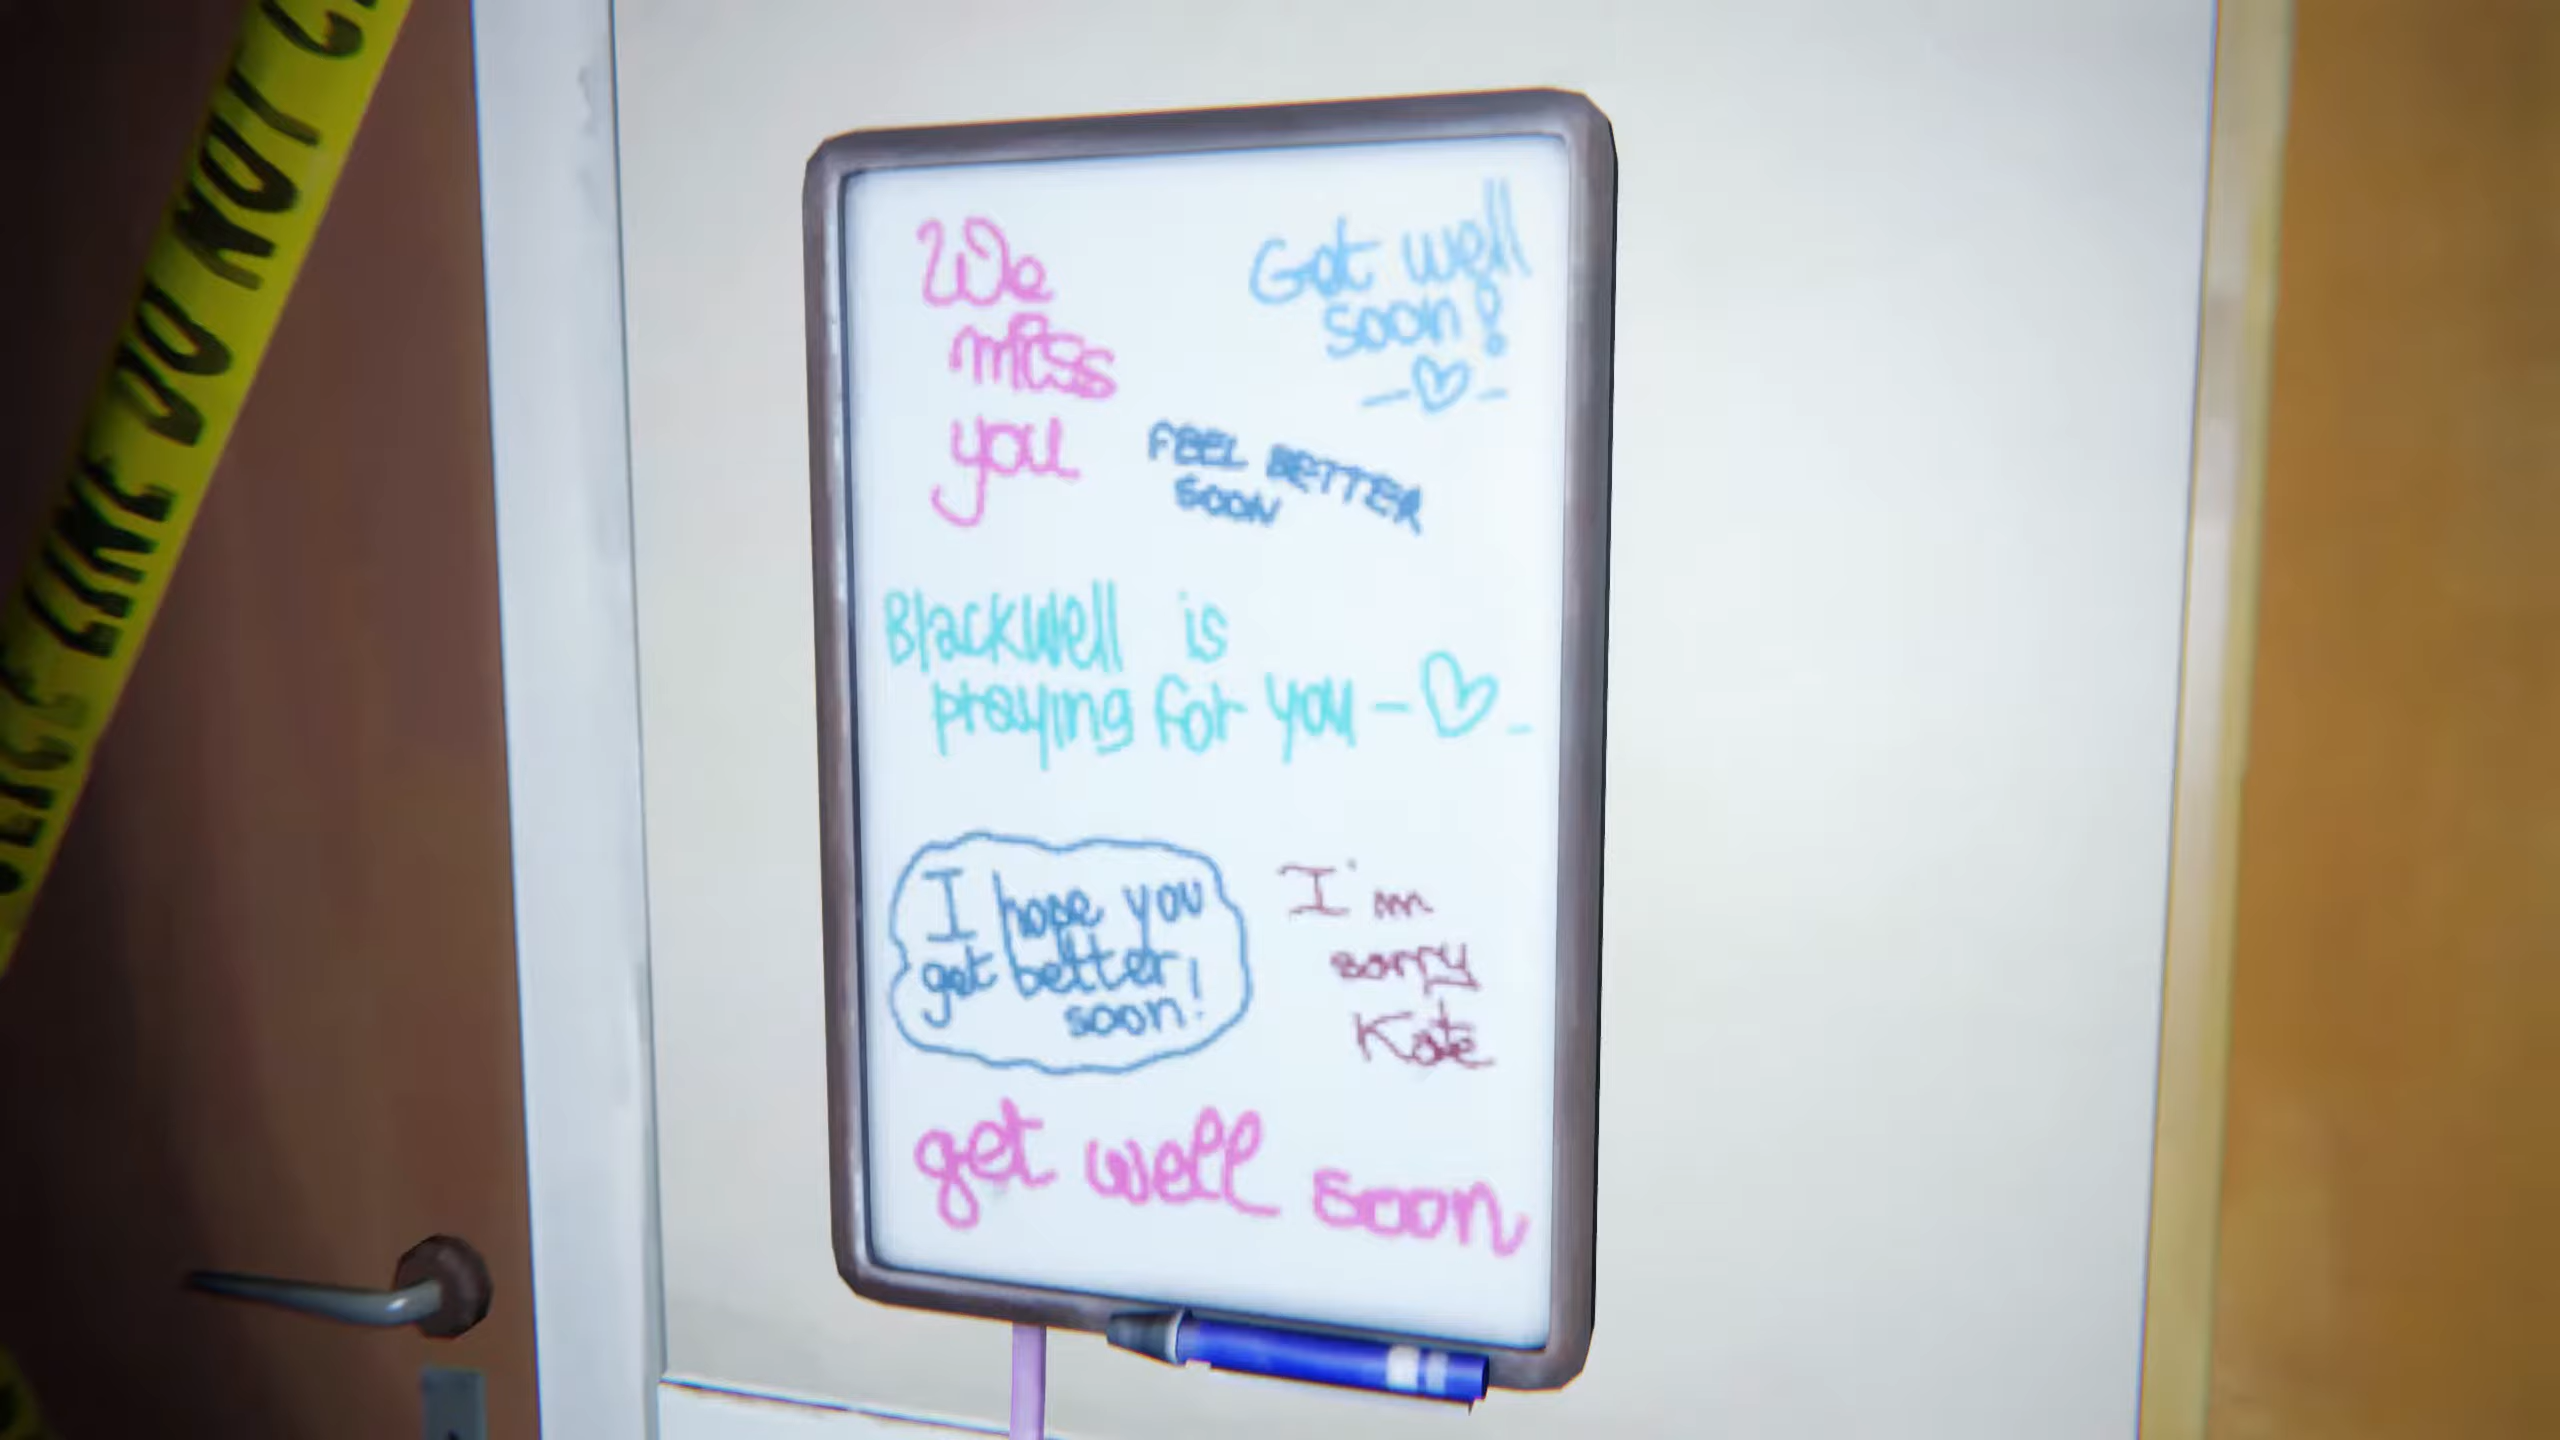 LINE DO NOT C
We
miss
you
Get well
soon!
FEEL BETTER
SOON
Blackwell is
praying for you
I hope you
get better
soon!
I'm
sorry
Kate
get well soon